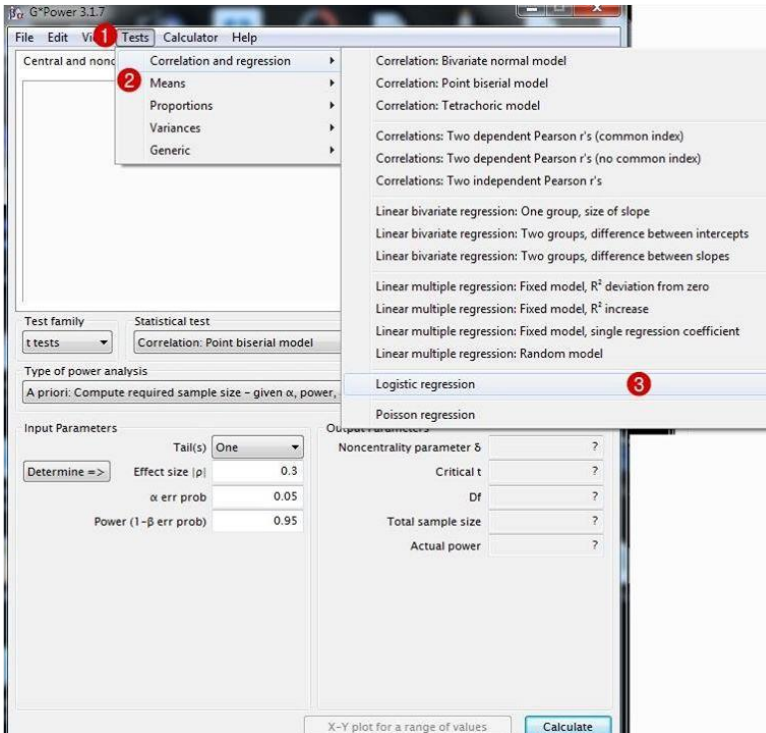 βα G*Power 3.1.7
File Edit Vi 1 Tests Calculator Help
Central and nonc
Correlation and regression
2 Means
Proportions
Variances
Generic
Correlation: Bivariate normal model
Correlation: Point biserial model
Correlation: Tetrachoric model
Correlations: Two dependent Pearson r's (common index)
Correlations: Two dependent Pearson r's (no common index)
Correlations: Two independent Pearson r's
Linear bivariate regression: One group, size of slope
Linear bivariate regression: Two groups, difference between intercepts
Linear bivariate regression: Two groups, difference between slopes
Linear multiple regression: Fixed model, R² deviation from zero
Linear multiple regression: Fixed model, R² increase
Linear multiple regression: Fixed model, single regression coefficient
Linear multiple regression: Random model
Logistic regression 3
Poisson regression
Test family
t tests
Statistical test
Correlation: Point biserial model
Type of power analysis
A priori: Compute required sample size - given α, power,
Input Parameters
Tail(s) One
Determine => Effect size |ρ| 0.3
α err prob 0.05
Power (1-β err prob) 0.95
Output Parameters
Noncentrality parameter δ ?
Critical t ?
Df ?
Total sample size ?
Actual power ?
X-Y plot for a range of values
Calculate